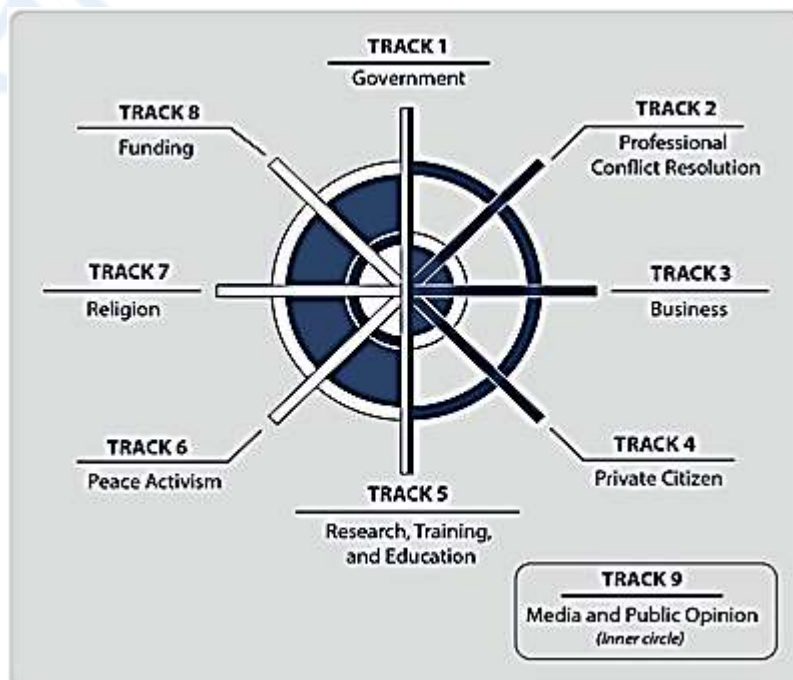 TRACK 1
Government
TRACK 8
Funding
TRACK 2
Professional
Conflict Resolution
TRACK 7
Religion
TRACK 3
Business
TRACK 6
Peace Activism
TRACK 4
Private Citizen
TRACK 5
Research, Training,
and Education
TRACK 9
Media and Public Opinion
(Inner circle)